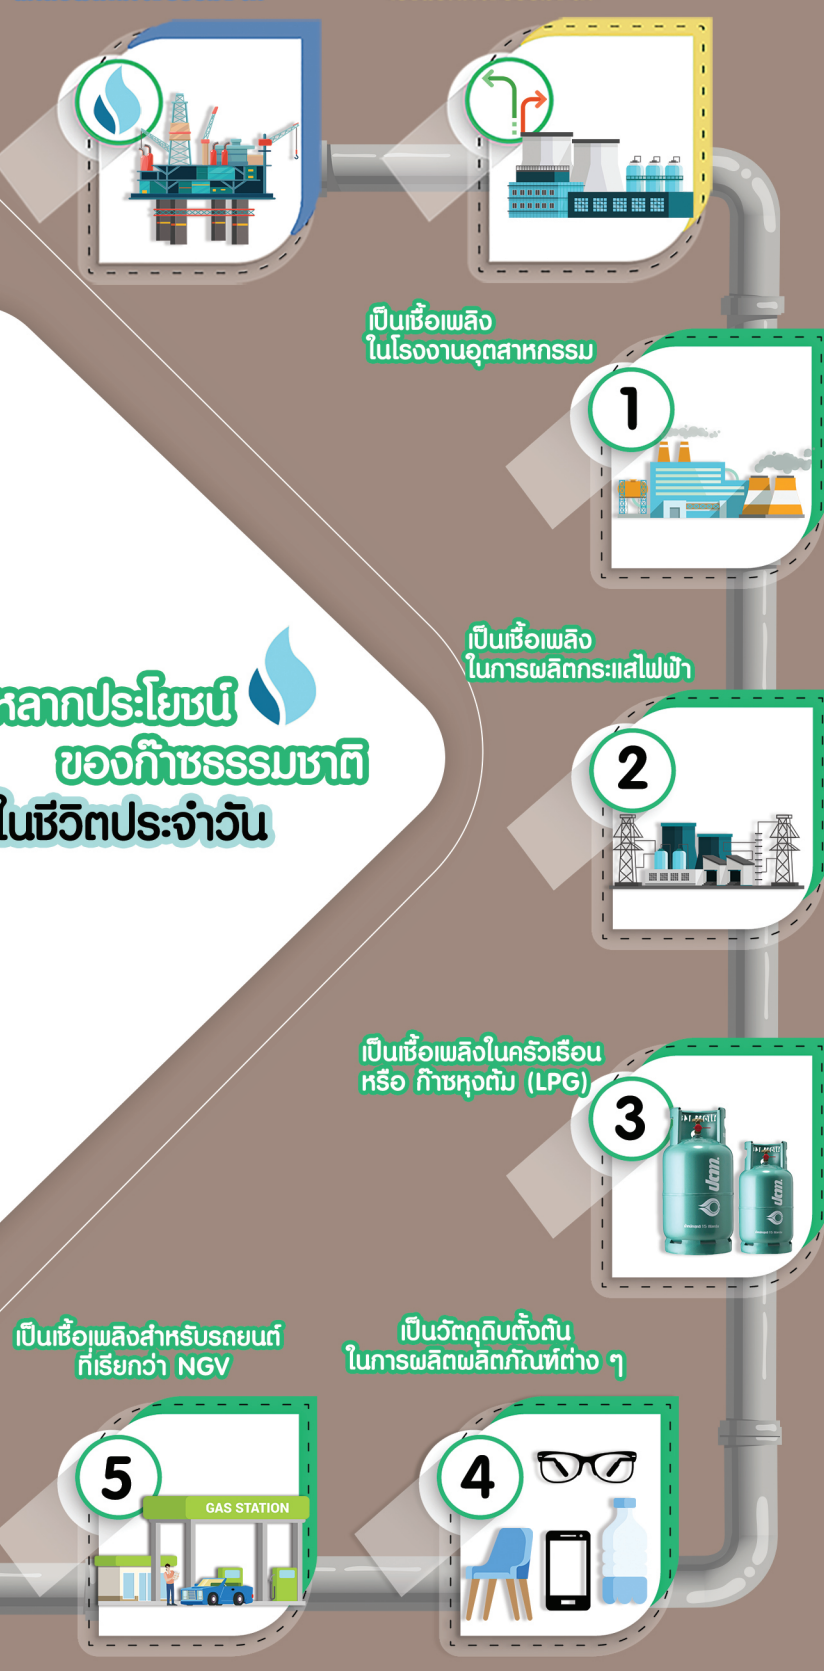 เป็นเชื้อเพลิง
ในโรงงานอุตสาหกรรม
1
เป็นเชื้อเพลิง
ในการผลิตกระแสไฟฟ้า
2
หลากประโยชน์
ของก๊าซธรรมชาติ
ในชีวิตประจำวัน
เป็นเชื้อเพลิงในครัวเรือน
หรือ ก๊าซหุงต้ม (LPG)
3
ปตท.
ปตท.
เป็นเชื้อเพลิงสำหรับรถยนต์
ที่เรียกว่า NGV
5
GAS STATION
เป็นวัตถุดิบตั้งต้น
ในการผลิตผลิตภัณฑ์ต่าง ๆ
4